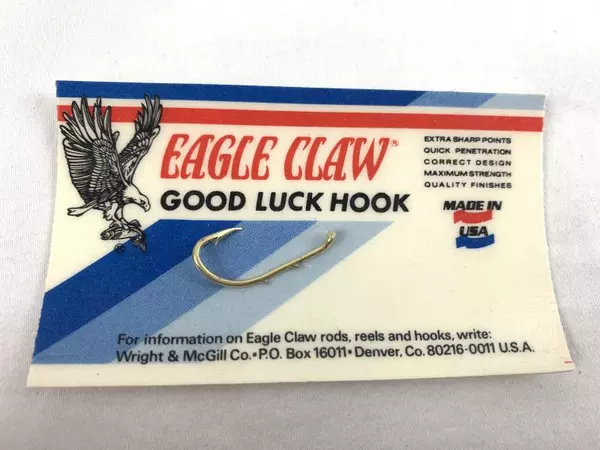 EAGLE CLAW®
GOOD LUCK HOOK
EXTRA SHARP POINTS
QUICK PENETRATION
CORRECT DESIGN
MAXIMUM STRENGTH
QUALITY FINISHES
MADE IN
USA
For information on Eagle Claw rods, reels and hooks, write:
Wright & McGill Co.•P.O. Box 16011•Denver, Co. 80216-0011 U.S.A.